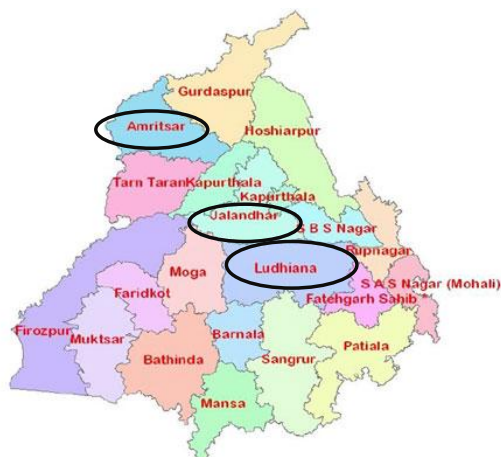 Gurdaspur
Amritsar
Hoshiarpur
Tarn Taran
Kapurthala
Kapurthala
Jalandhar
S B S Nagar
Rupnagar
Moga
Ludhiana
S A S Nagar (Mohali)
Faridkot
Fatehgarh Sahib
Firozpur
Muktsar
Barnala
Patiala
Bathinda
Sangrur
Mansa